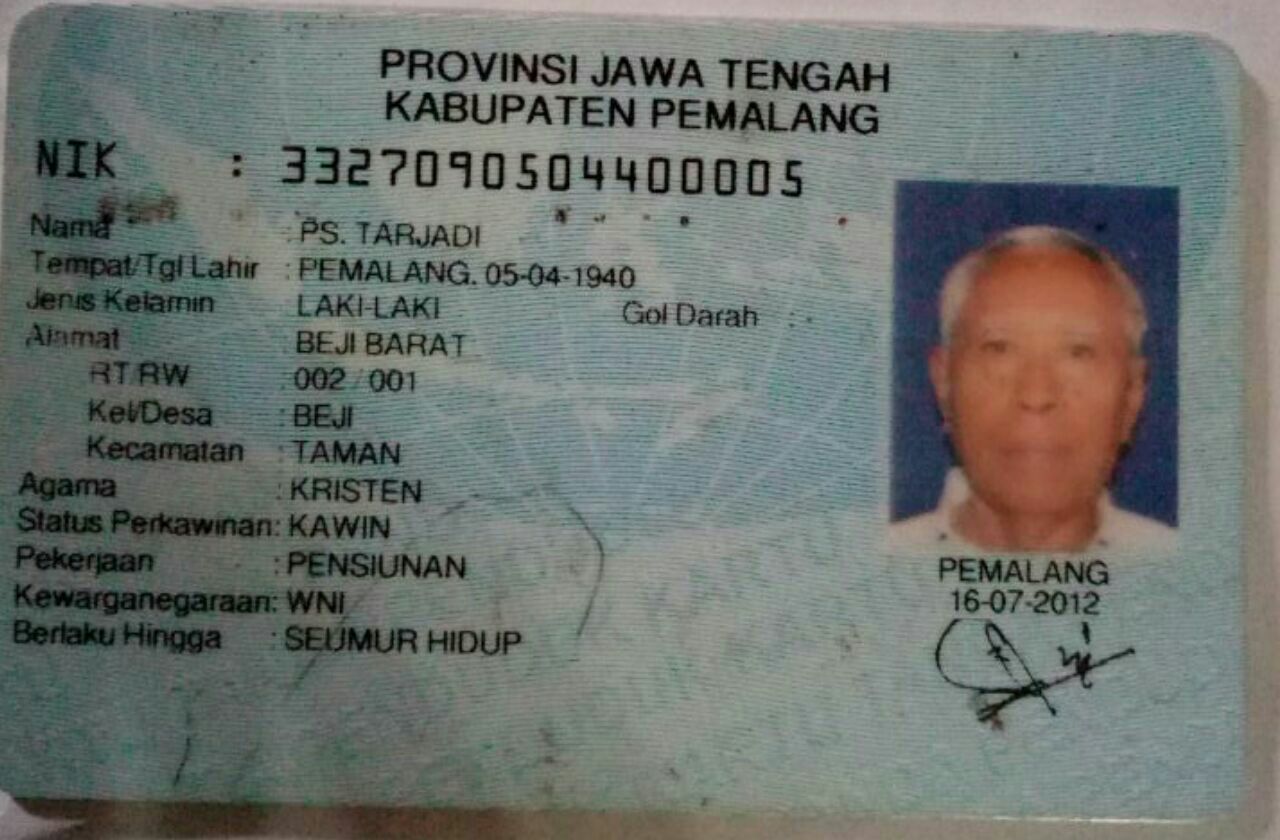 PROVINSI JAWA TENGAH
KABUPATEN PEMALANG
NIK : 3327090504400005
Nama : PS. TARJADI
Tempat/Tgl Lahir : PEMALANG. 05-04-1940
Jenis Kelamin : LAKI-LAKI Gol Darah : -
Alamat : BEJI BARAT
RT/RW : 002 / 001
Kel/Desa : BEJI
Kecamatan : TAMAN
Agama : KRISTEN
Status Perkawinan: KAWIN
Pekerjaan : PENSIUNAN
Kewarganegaraan: WNI
Berlaku Hingga : SEUMUR HIDUP
PEMALANG
16-07-2012